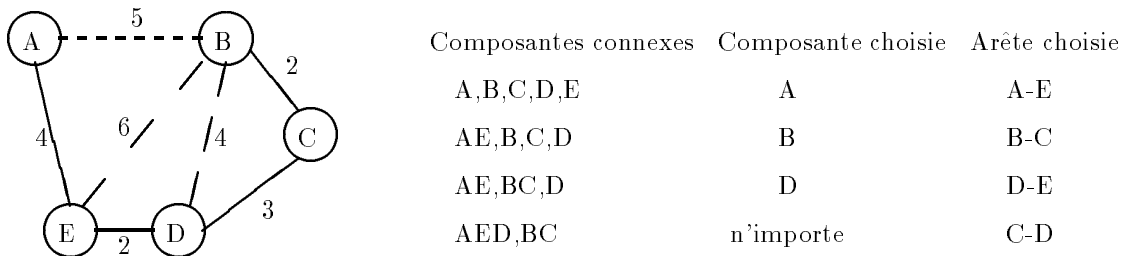 5
A B
2
Composantes connexes Composante choisie Arête choisie
A,B,C,D,E A A-E
4 6 4 C
AE,B,C,D B B-C
AE,BC,D D D-E
3
E 2 D
AED,BC n'importe C-D